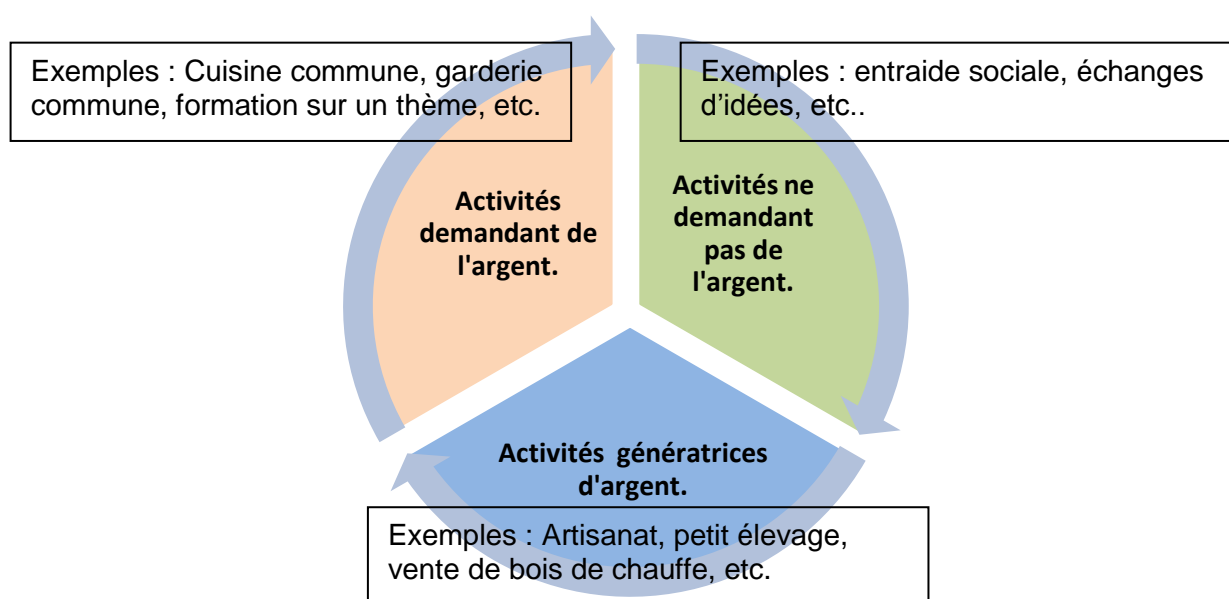 Exemples : Cuisine commune, garderie
commune, formation sur un thème, etc.
Exemples : entraide sociale, échanges
d'idées, etc..
Activités
demandant de
l'argent.
Activités ne
demandant
pas de
l'argent.
Activités génératrices
d'argent.
Exemples : Artisanat, petit élevage,
vente de bois de chauffe, etc.